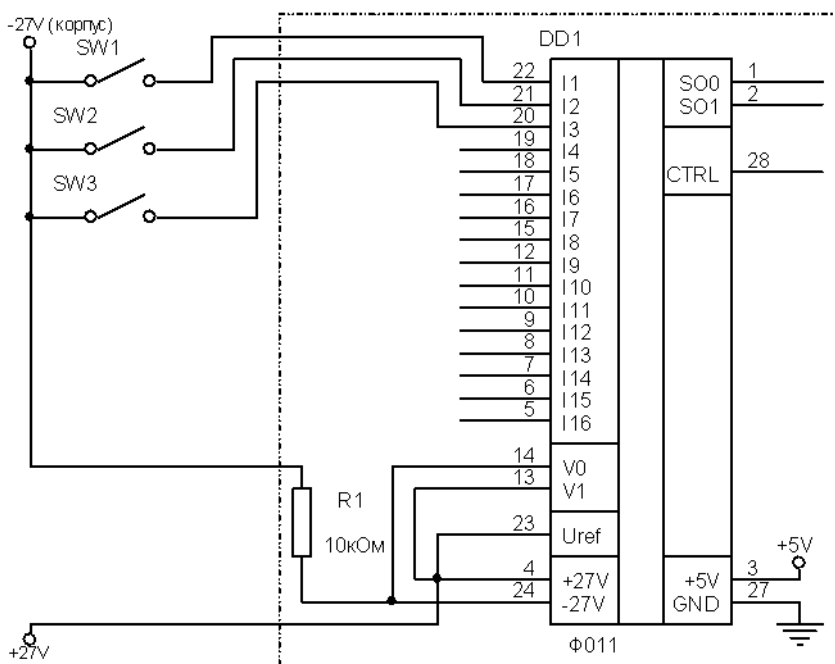 -27V (корпус)
SW1
SW2
SW3
DD1
22 I1
21 I2
20 I3
19 I4
18 I5
17 I6
16 I7
15 I8
12 I9
11 I10
10 I11
9 I12
8 I13
7 I14
6 I15
5 I16
14 V0
13 V1
23 Uref
4 +27V
24 -27V
SO0 1
SO1 2
CTRL 28
+5V 3
GND 27
+5V
R1
10кОм
+27V
Ф011